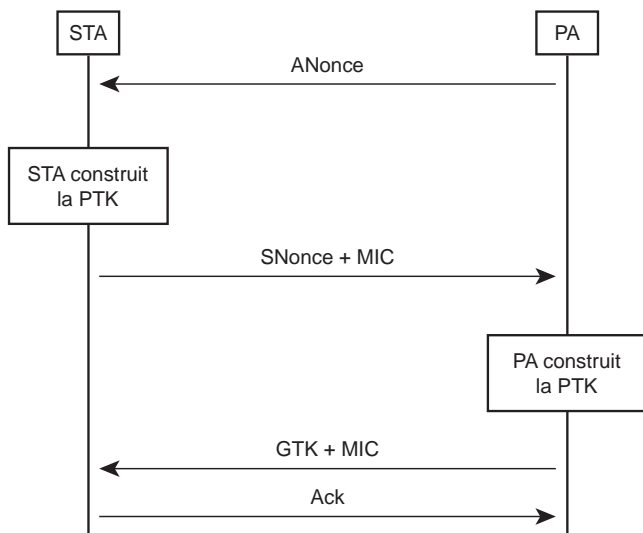 STA
PA
ANonce
STA construit
la PTK
SNonce + MIC
PA construit
la PTK
GTK + MIC
Ack